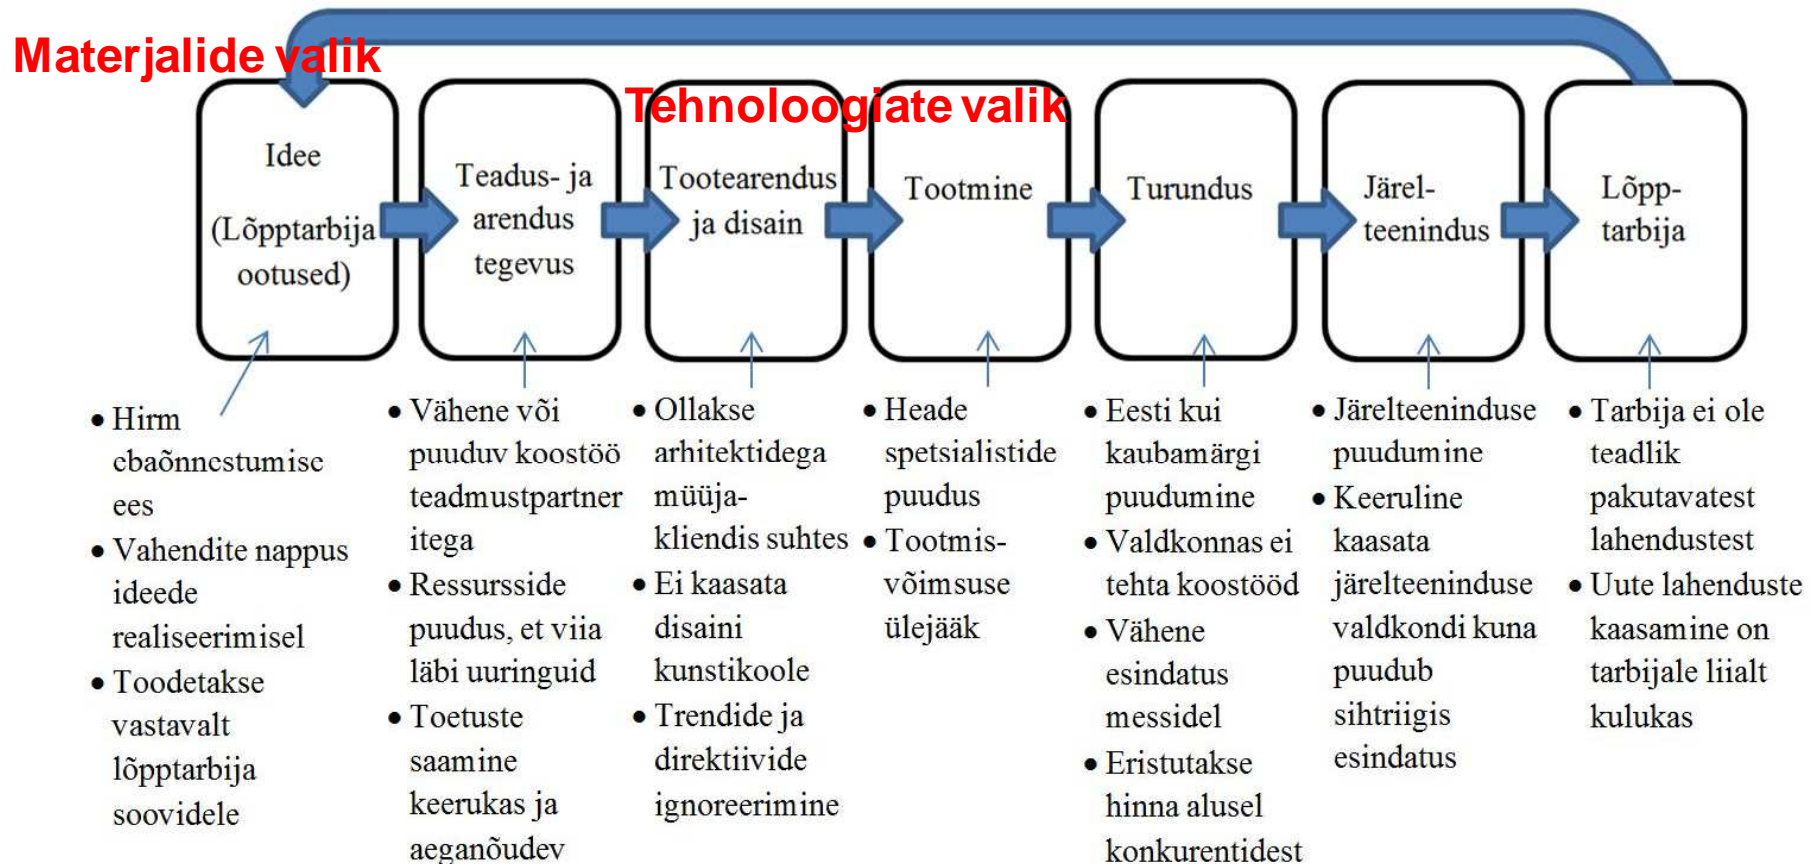 Materjalide valik
Tehnoloogiate valik
Idee
(Lõpptarbija
ootused)
Teadus- ja
arendus
tegevus
Tootearendus
ja disain
Tootmine
Turundus
Järel-
teenindus
Lõpp-
tarbija
• Hirm
ebaõnnestumise
ees
• Vahendite nappus
ideede
realiseerimisel
• Toodetakse
vastavalt
lõpptarbija
soovidele
• Vähene või
puuduv koostöö
teadmustpartner
itega
• Ressursside
puudus, et viia
läbi uuringuid
• Toetuste
saamine
keerukas ja
aeganõudev
• Ollakse
arhitektidega
müüja-
kliendis suhtes
• Ei kaasata
disaini
kunstikoole
• Trendide ja
direktiivide
ignoreerimine
• Heade
spetsialistide
puudus
• Tootmis-
võimsuse
ülejääk
• Eesti kui
kaubamärgi
puudumine
• Valdkonnas ei
tehta koostööd
• Vähene
esindatus
messidel
• Eristutakse
hinna alusel
konkurentidest
• Järelteeninduse
puudumine
• Keeruline
kaasata
järelteeninduse
valdkondi kuna
puudub
sihtriigis
esindatus
• Tarbija ei ole
teadlik
pakutavatest
lahendustest
• Uute lahenduste
kaasamine on
tarbijale liialt
kulukas